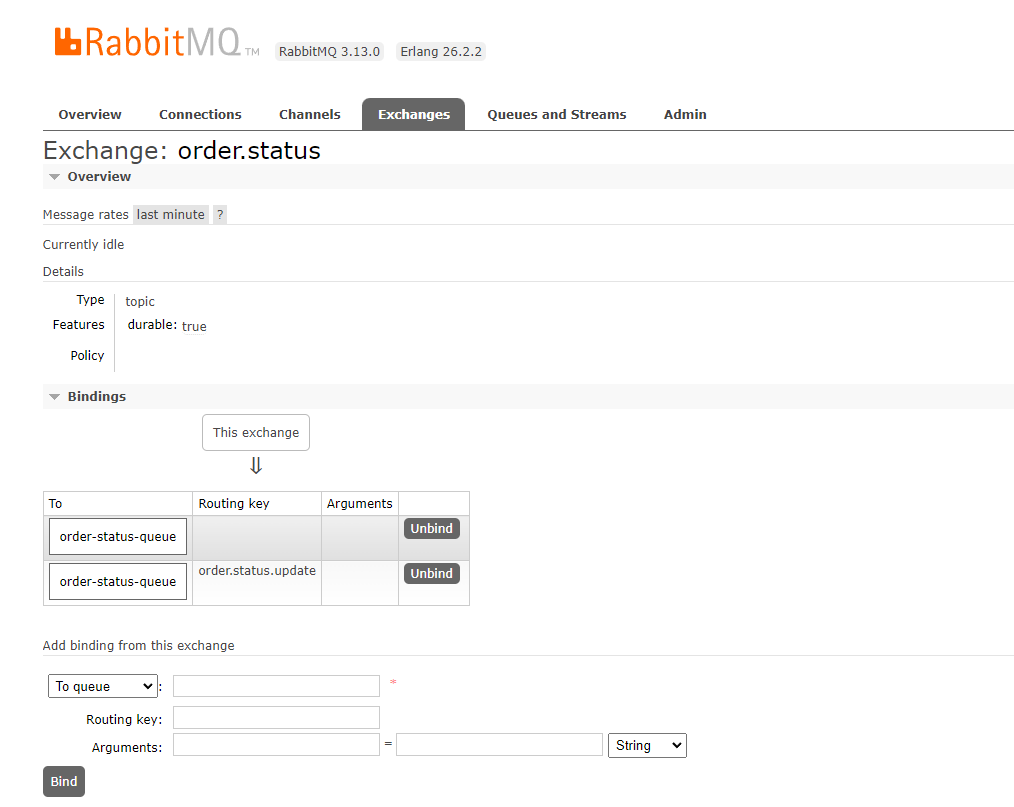 RabbitMQ TM RabbitMQ 3.13.0 Erlang 26.2.2
Overview Connections Channels Exchanges Queues and Streams Admin
Exchange: order.status
Overview
Message rates last minute ?
Currently idle
Details
Type topic
Features durable: true
Policy
Bindings
This exchange
⇓
To Routing key Arguments
order-status-queue Unbind
order-status-queue order.status.update Unbind
Add binding from this exchange
To queue : *
Routing key:
Arguments: = String
Bind